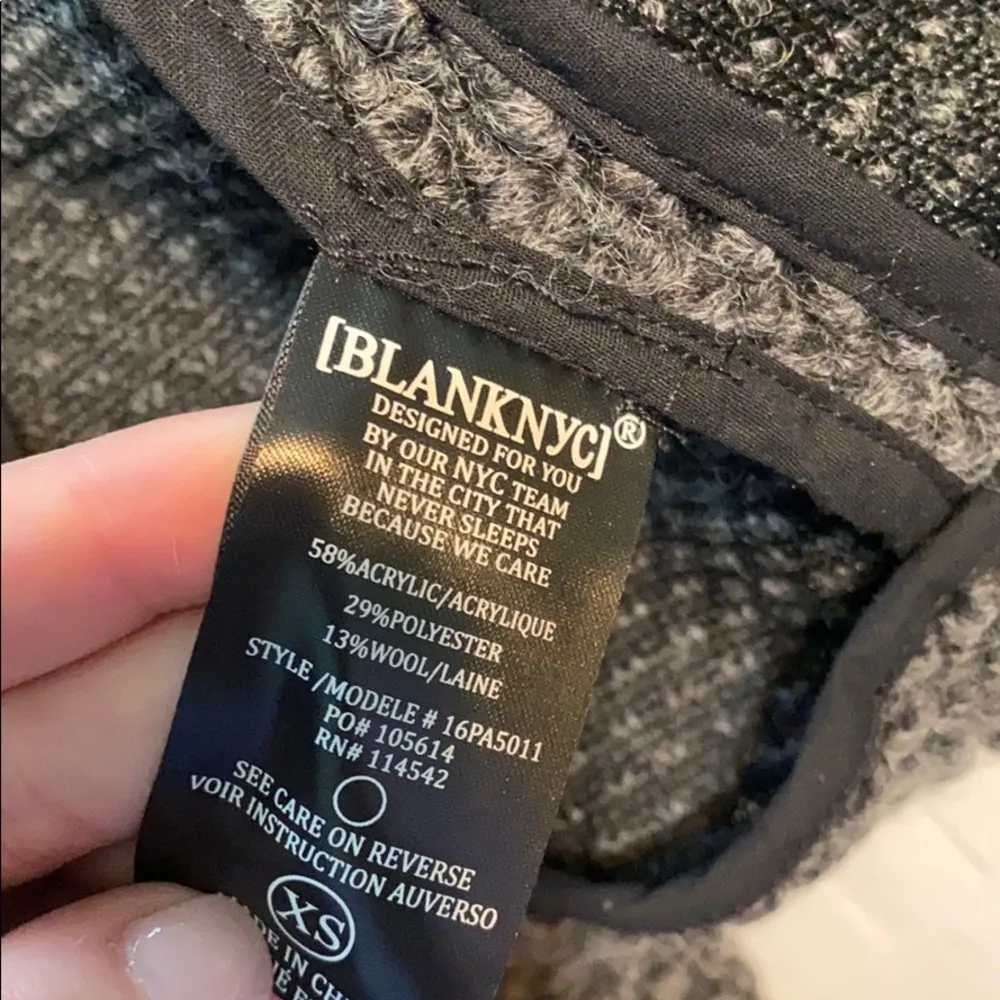 [BLANKNYC]®
DESIGNED FOR YOU
BY OUR NYC TEAM
IN THE CITY THAT
NEVER SLEEPS
BECAUSE WE CARE
58%ACRYLIC/ACRYLIQUE
29%POLYESTER
13%WOOL/LAINE
STYLE /MODELE # 16PA5011
PO# 105614
RN# 114542
SEE CARE ON REVERSE
VOIR INSTRUCTION AUVERSO
XS
IN